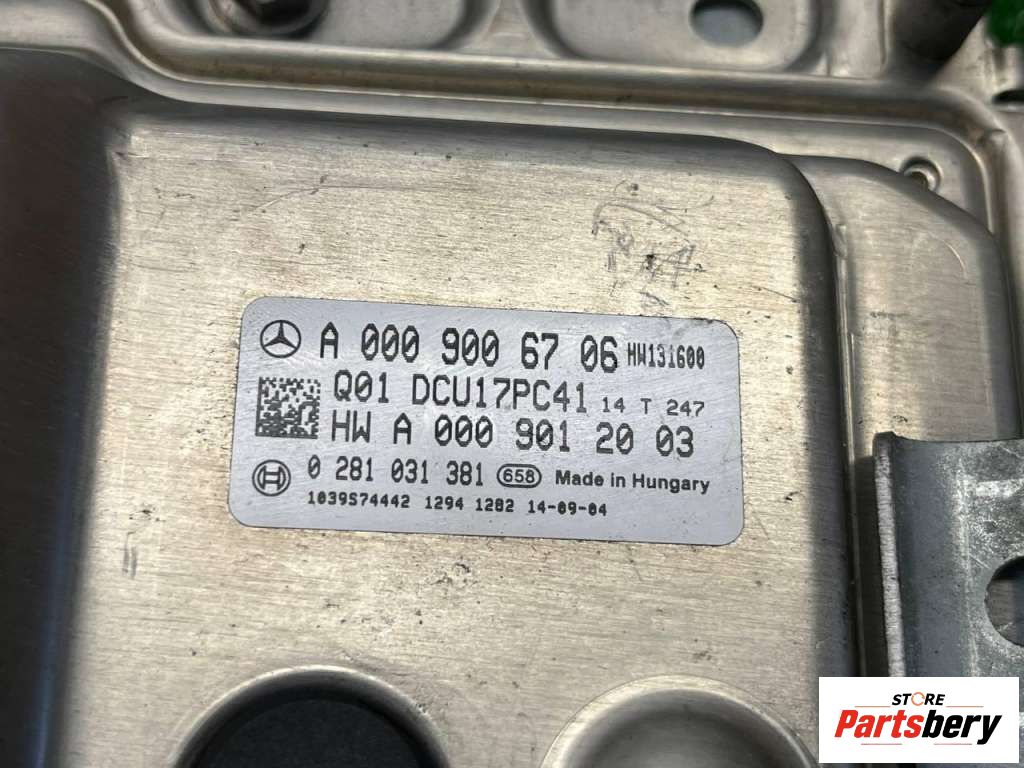 A 000 900 67 06 HW131600
Q01 DCU17PC41 14 T 247
HW A 000 901 20 03
0 281 031 381 658 Made in Hungary
1039S74442 1294 1282 14-09-04
STORE
Partsbery